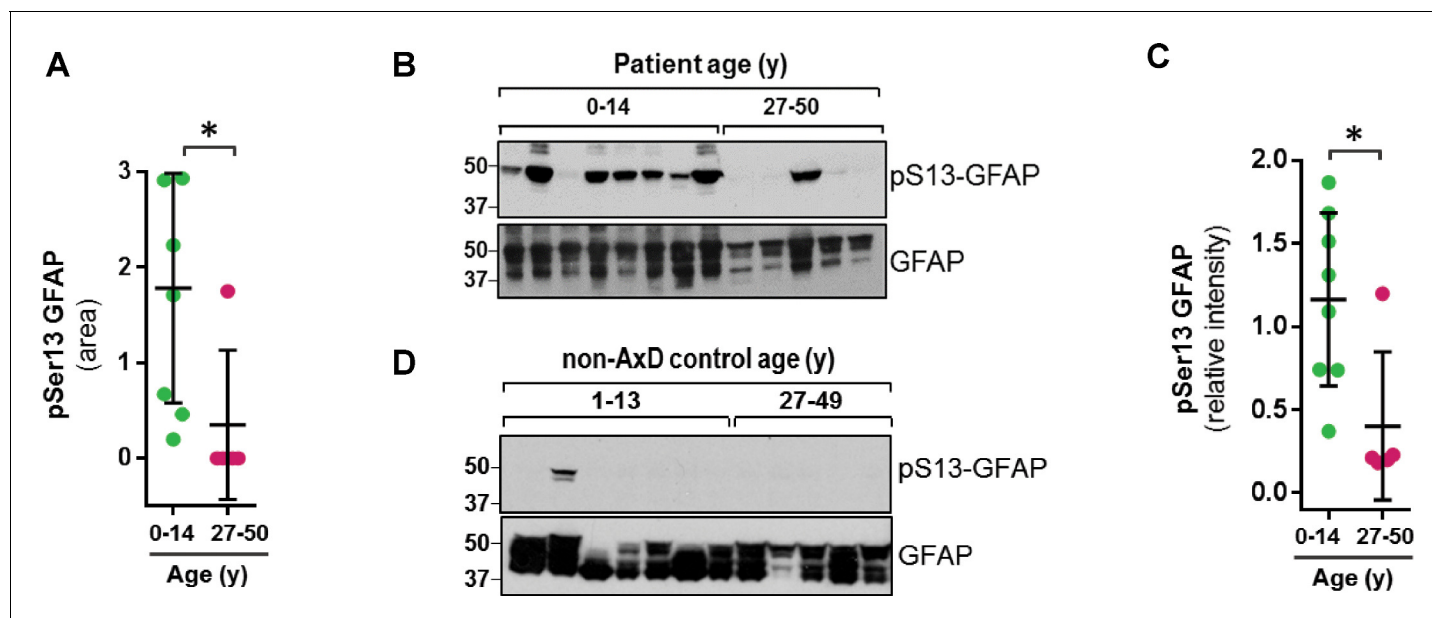 A
*
3
2
1
0
pSer13 GFAP
(area)
0-14 27-50
Age (y)
B
Patient age (y)
0-14 27-50
50
37
pS13-GFAP
50
37
GFAP
D
non-AxD control age (y)
1-13 27-49
50
37
pS13-GFAP
50
37
GFAP
C
*
2.0
1.5
1.0
0.5
0.0
pSer13 GFAP
(relative intensity)
0-14 27-50
Age (y)